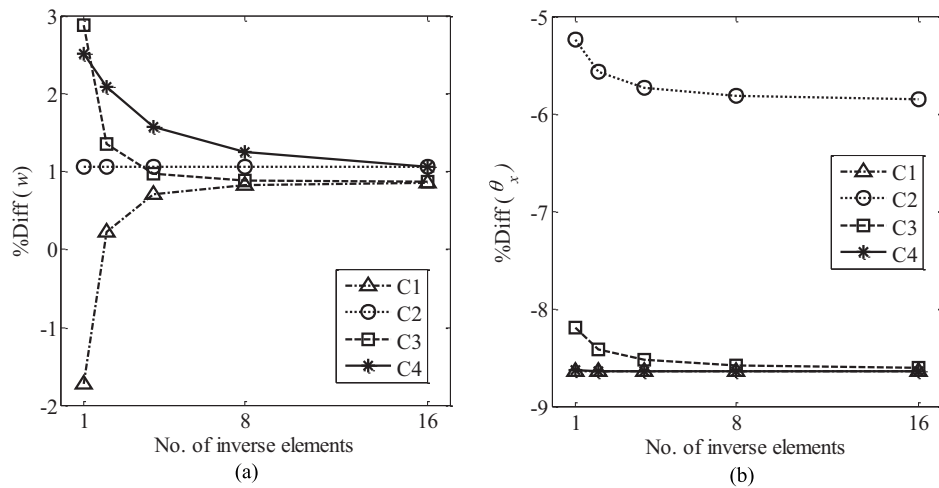 3
2
1
0
-1
-2
%Diff(w)
C1
C2
C3
C4
1
8
16
No. of inverse elements
(a)
-5
-6
-7
-8
-9
%Diff(θx)
C1
C2
C3
C4
1
8
16
No. of inverse elements
(b)